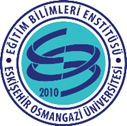 EĞİTİM BİLİMLERİ ENSTİTÜSÜ
ESKİŞEHİR OSMANGAZİ ÜNİVERSİTESİ
2010